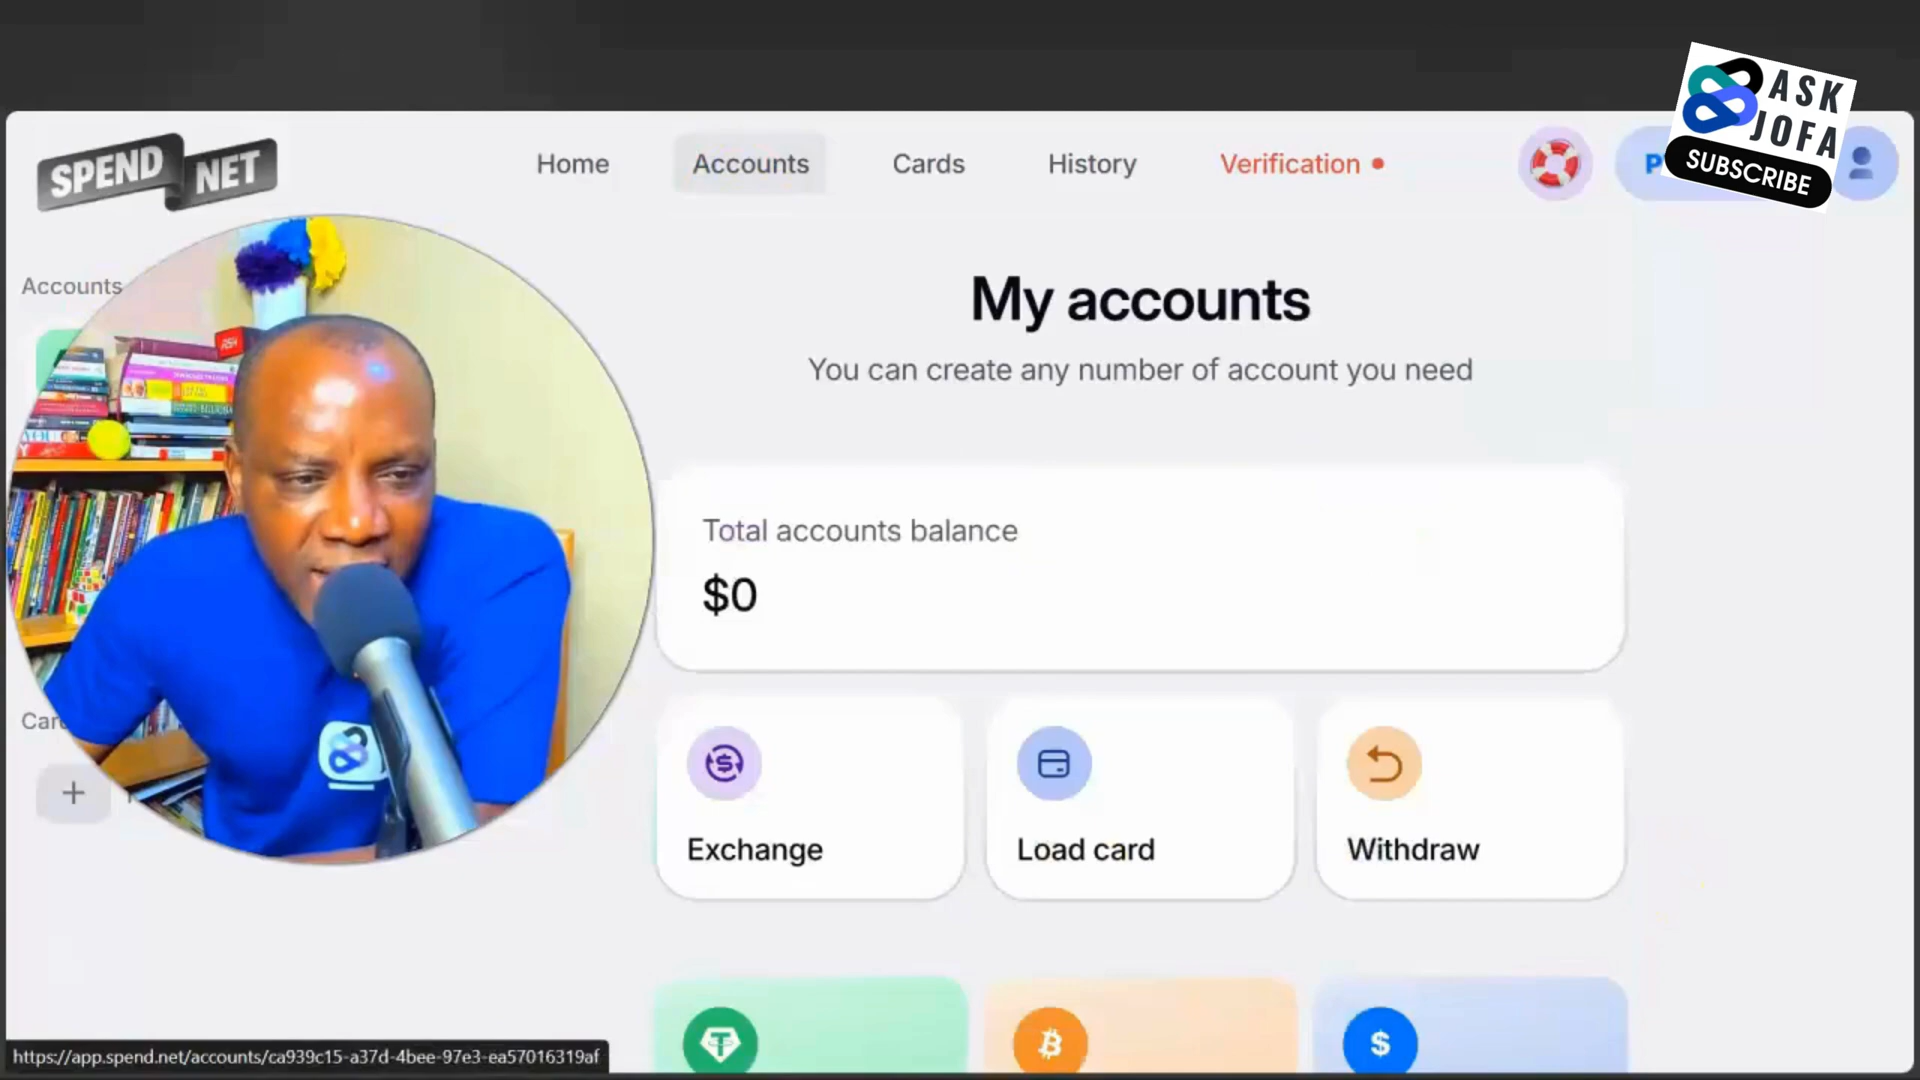 ASK
JOFA
SUBSCRIBE
SPEND
NET
Home
Accounts
Cards
History
Verification
P
Accounts
My accounts
You can create any number of account you need
Total accounts balance
$0
Car
+
Exchange
Load card
Withdraw
https://app.spend.net/accounts/ca939c15-a37d-4bee-97e3-ea57016319af